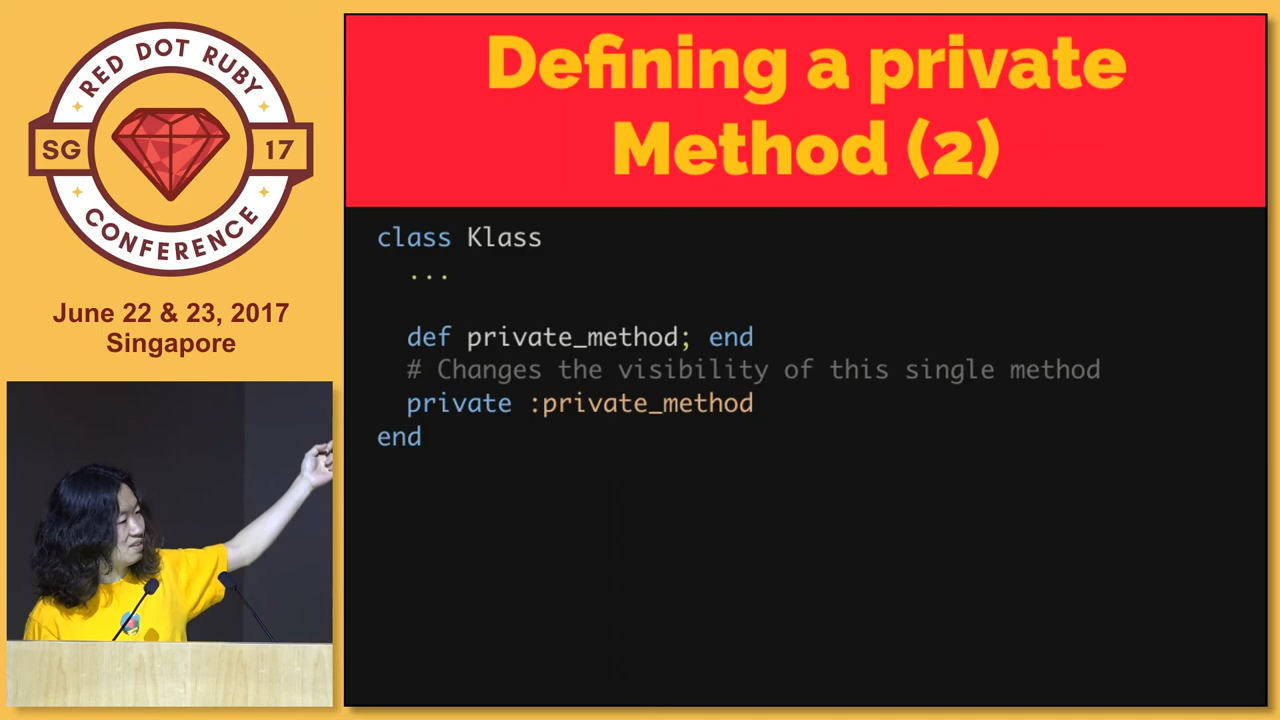 RED DOT RUBY
SG 17
CONFERENCE
June 22 & 23, 2017
Singapore
Defining a private
Method (2)
class Klass
...
def private_method; end
# Changes the visibility of this single method
private :private_method
end